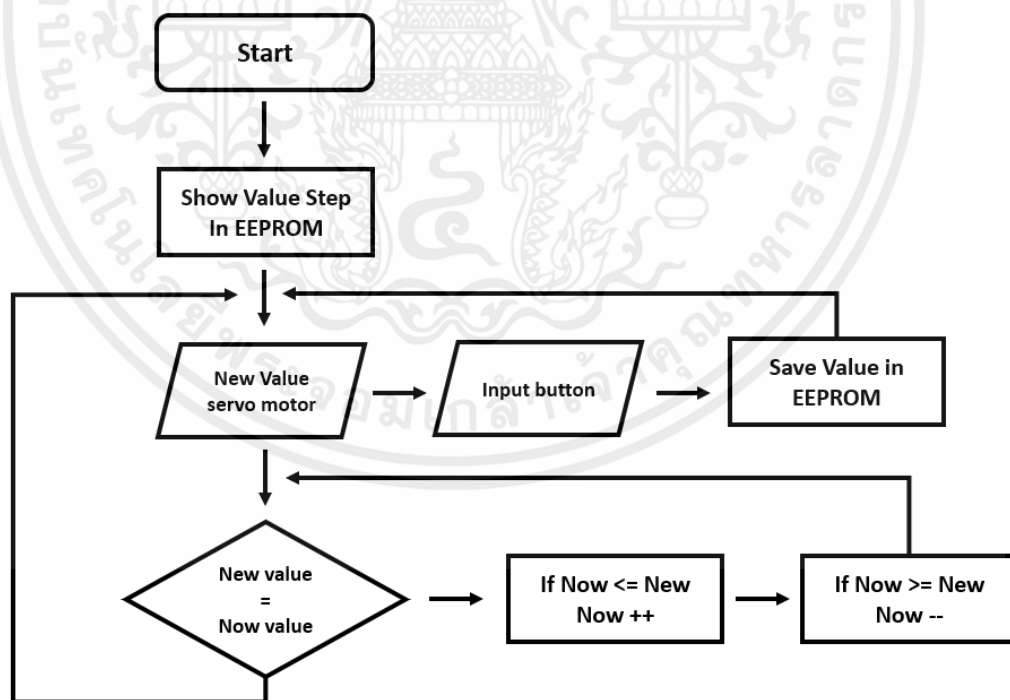 Start
Show Value Step
In EEPROM
New Value
servo motor
Input button
Save Value in
EEPROM
New value
=
Now value
If Now <= New
Now ++
If Now >= New
Now --